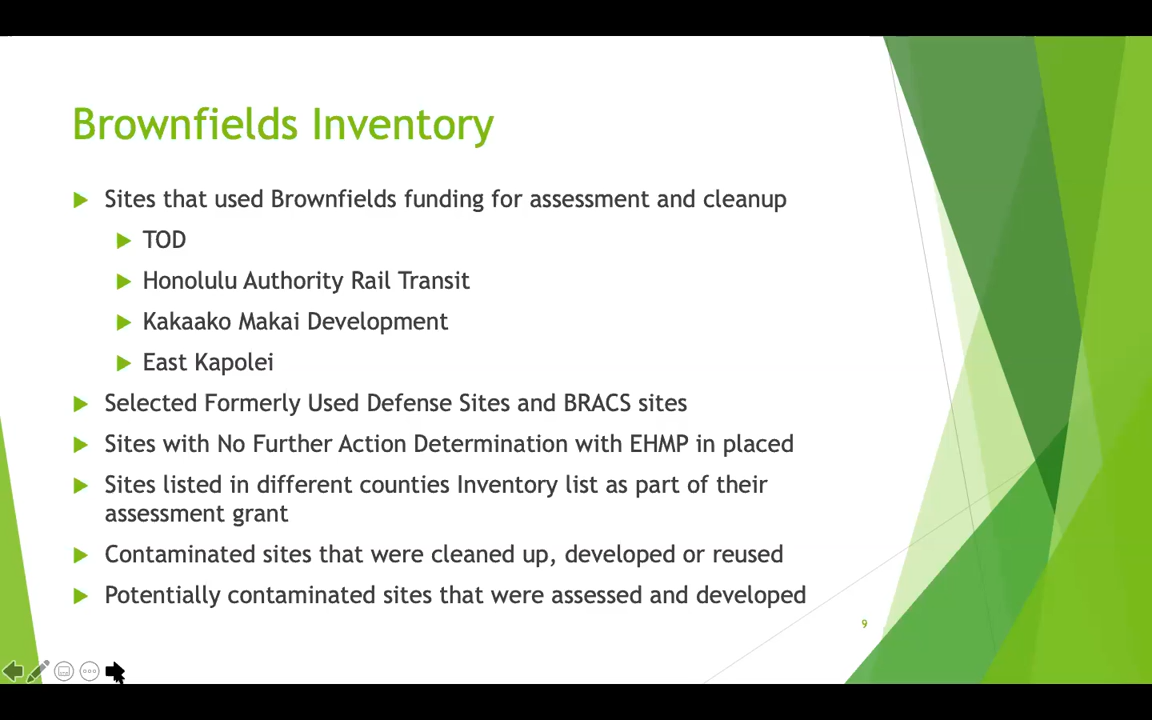 Brownfields Inventory
Sites that used Brownfields funding for assessment and cleanup
TOD
Honolulu Authority Rail Transit
Kakaako Makai Development
East Kapolei
Selected Formerly Used Defense Sites and BRACS sites
Sites with No Further Action Determination with EHMP in placed
Sites listed in different counties Inventory list as part of their
assessment grant
Contaminated sites that were cleaned up, developed or reused
Potentially contaminated sites that were assessed and developed
9